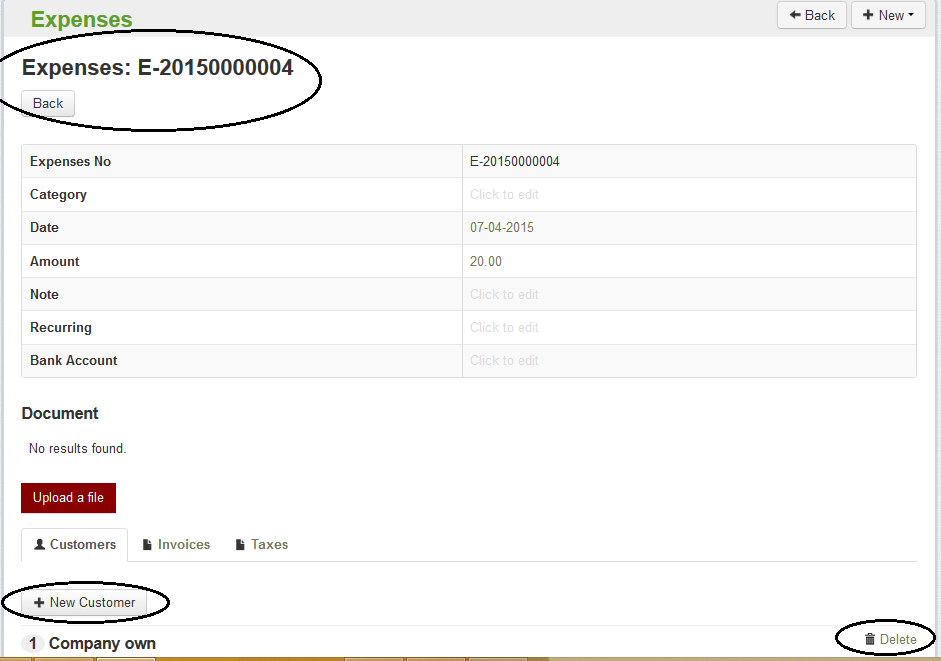 Expenses
Back
New
Expenses: E-20150000004
Back
Expenses No E-20150000004
Category Click to edit
Date 07-04-2015
Amount 20.00
Note Click to edit
Recurring Click to edit
Bank Account Click to edit
Document
No results found.
Upload a file
Customers Invoices Taxes
New Customer
1 Company own
Delete